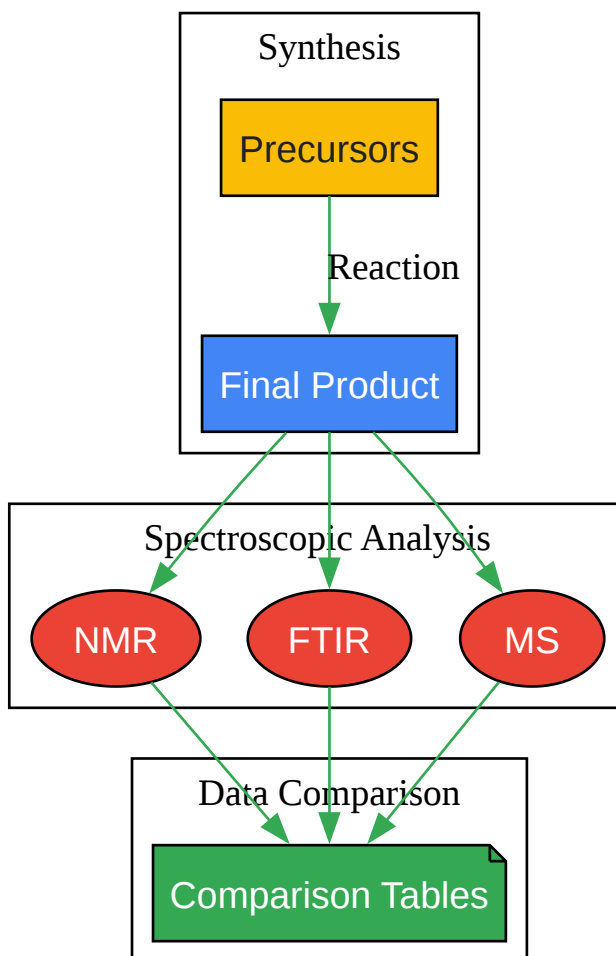 Synthesis
Precursors
Reaction
Final Product
Spectroscopic Analysis
NMR
FTIR
MS
Data Comparison
Comparison Tables